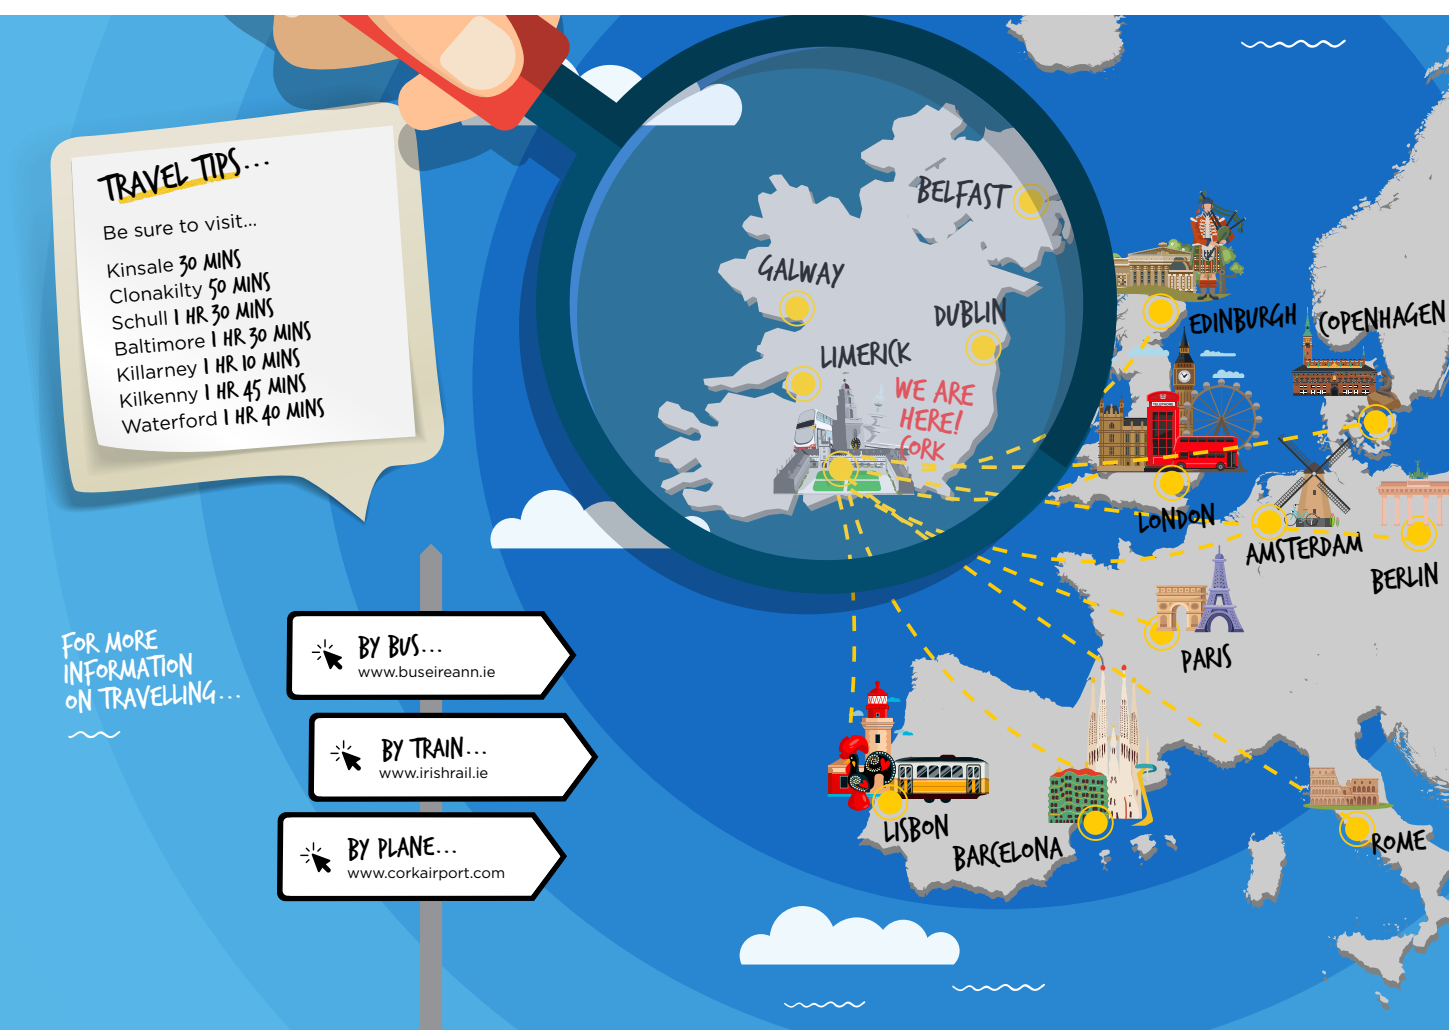 TRAVEL TIPS...
Be sure to visit...
Kinsale 30 MINS
Clonakilty 50 MINS
Schull 1 HR 30 MINS
Baltimore 1 HR 30 MINS
Killarney 1 HR 10 MINS
Kilkenny 1 HR 45 MINS
Waterford 1 HR 40 MINS
BELFAST
GALWAY
DUBLIN
LIMERICK
WE ARE
HERE!
CORK
EDINBURGH
COPENHAGEN
LONDON
AMSTERDAM
BERLIN
PARIS
LISBON
BARCELONA
ROME
FOR MORE
INFORMATION
ON TRAVELLING...
BY BUS...
www.buseireann.ie
BY TRAIN...
www.irishrail.ie
BY PLANE...
www.corkairport.com